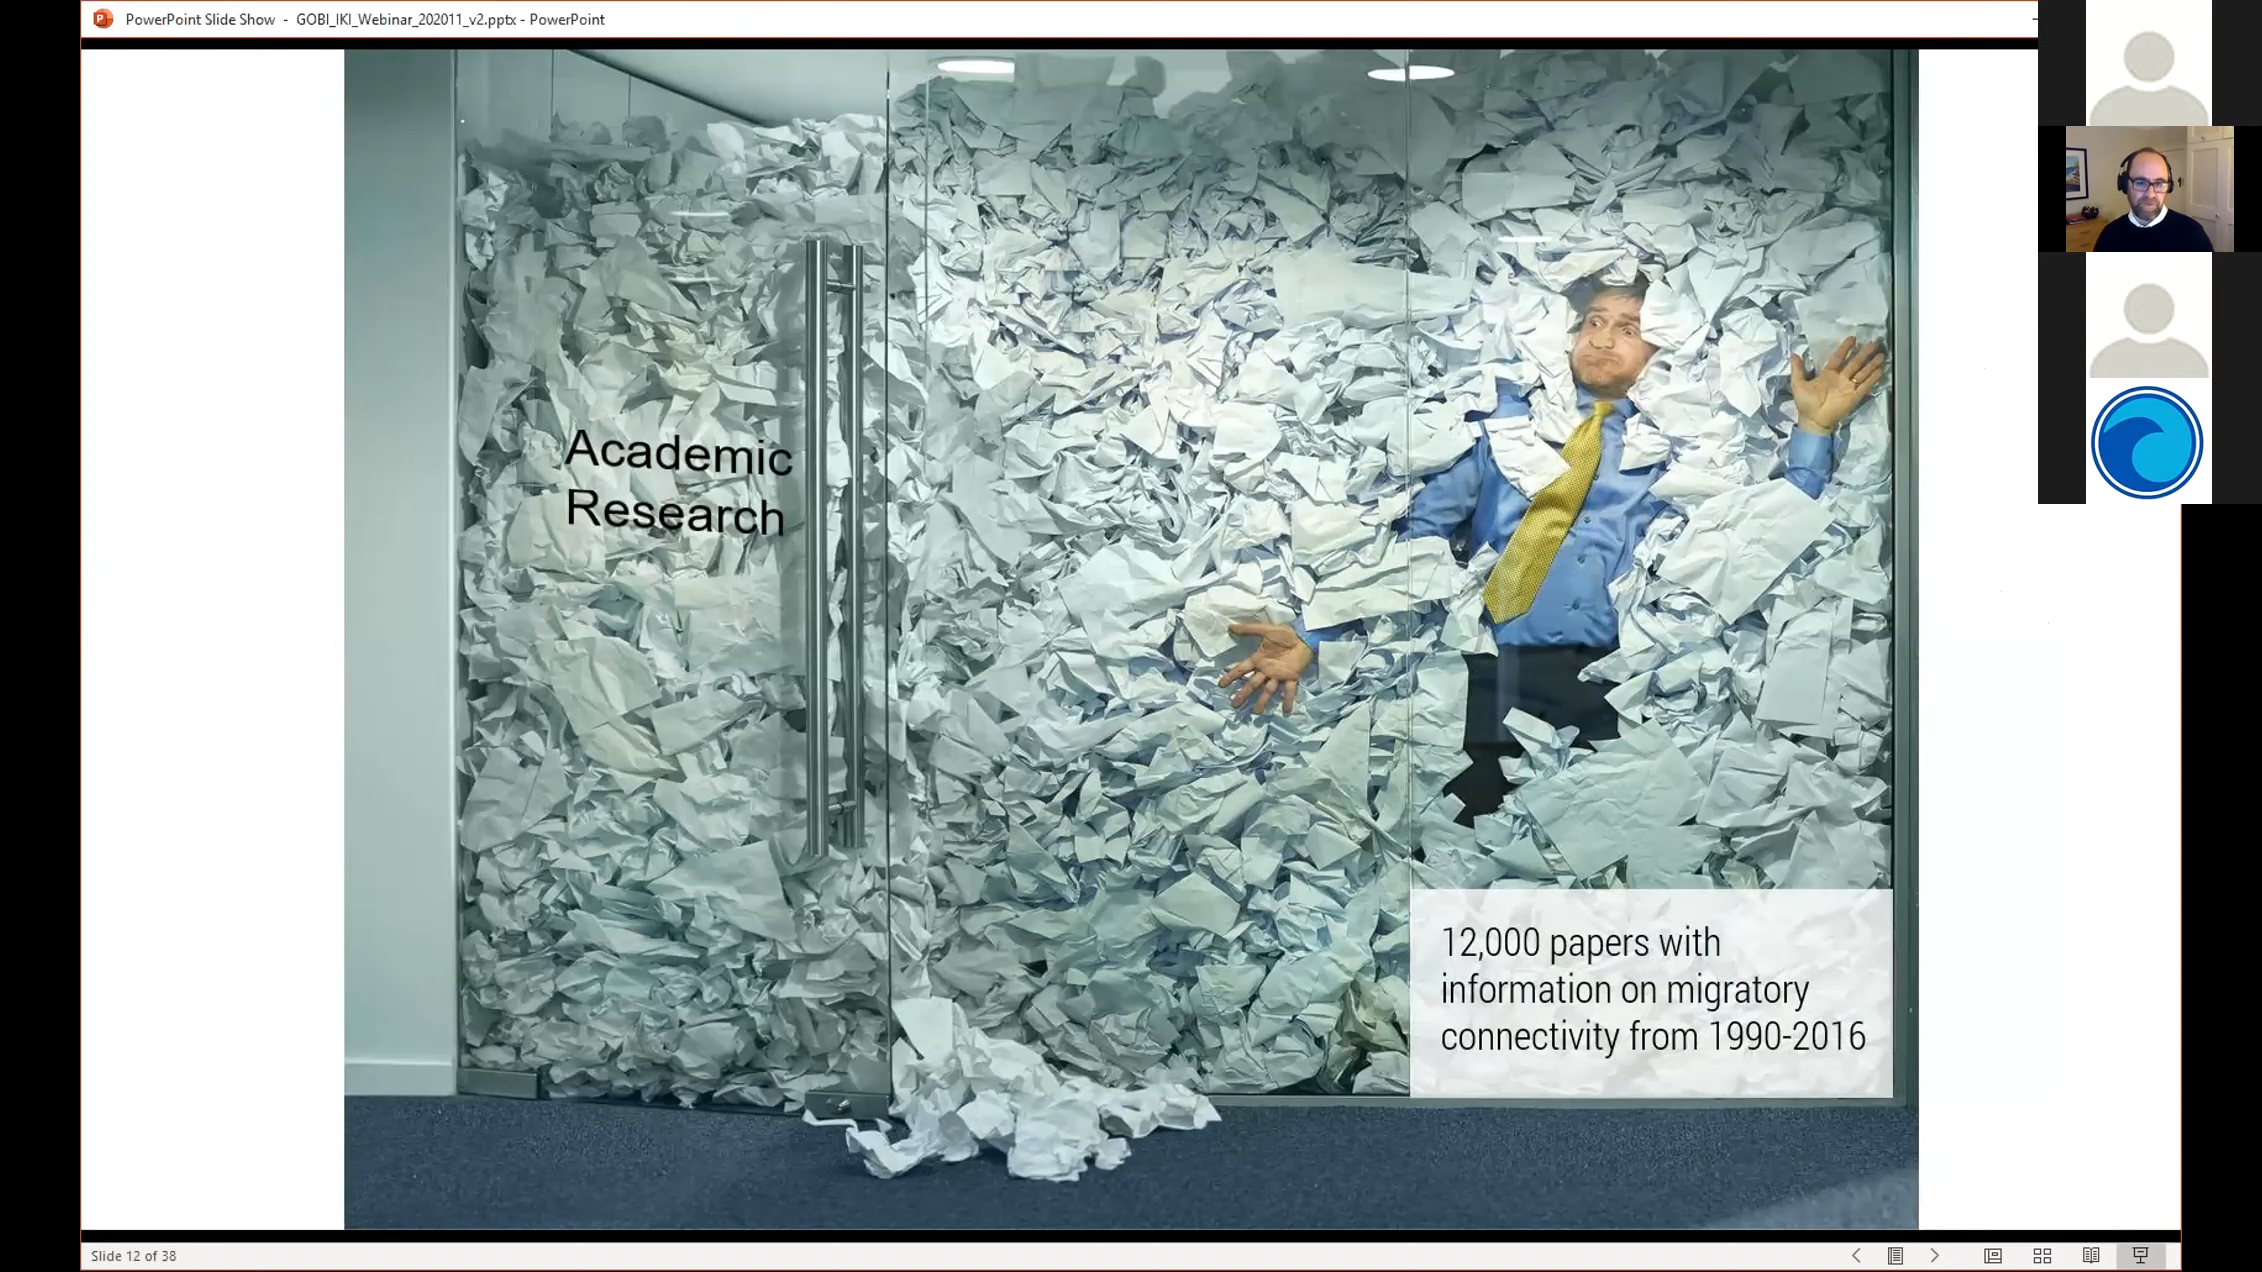 PowerPoint Slide Show - GOBI_IKI_Webinar_202011_v2.pptx - PowerPoint
Academic
Research
12,000 papers with
information on migratory
connectivity from 1990-2016
Slide 12 of 38